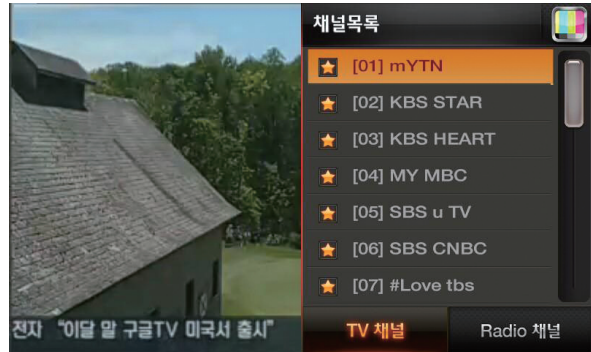 전자 "이달 말 구글TV 미국서 출시"
채널목록
[01] mYTN
[02] KBS STAR
[03] KBS HEART
[04] MY MBC
[05] SBS u TV
[06] SBS CNBC
[07] #Love tbs
TV 채널
Radio 채널